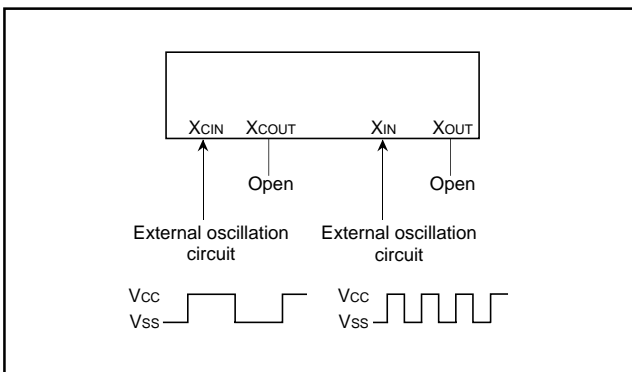 XCIN XCOUT XIN XOUT
Open Open
External oscillation circuit
External oscillation circuit
VCC
VSS
VCC
VSS